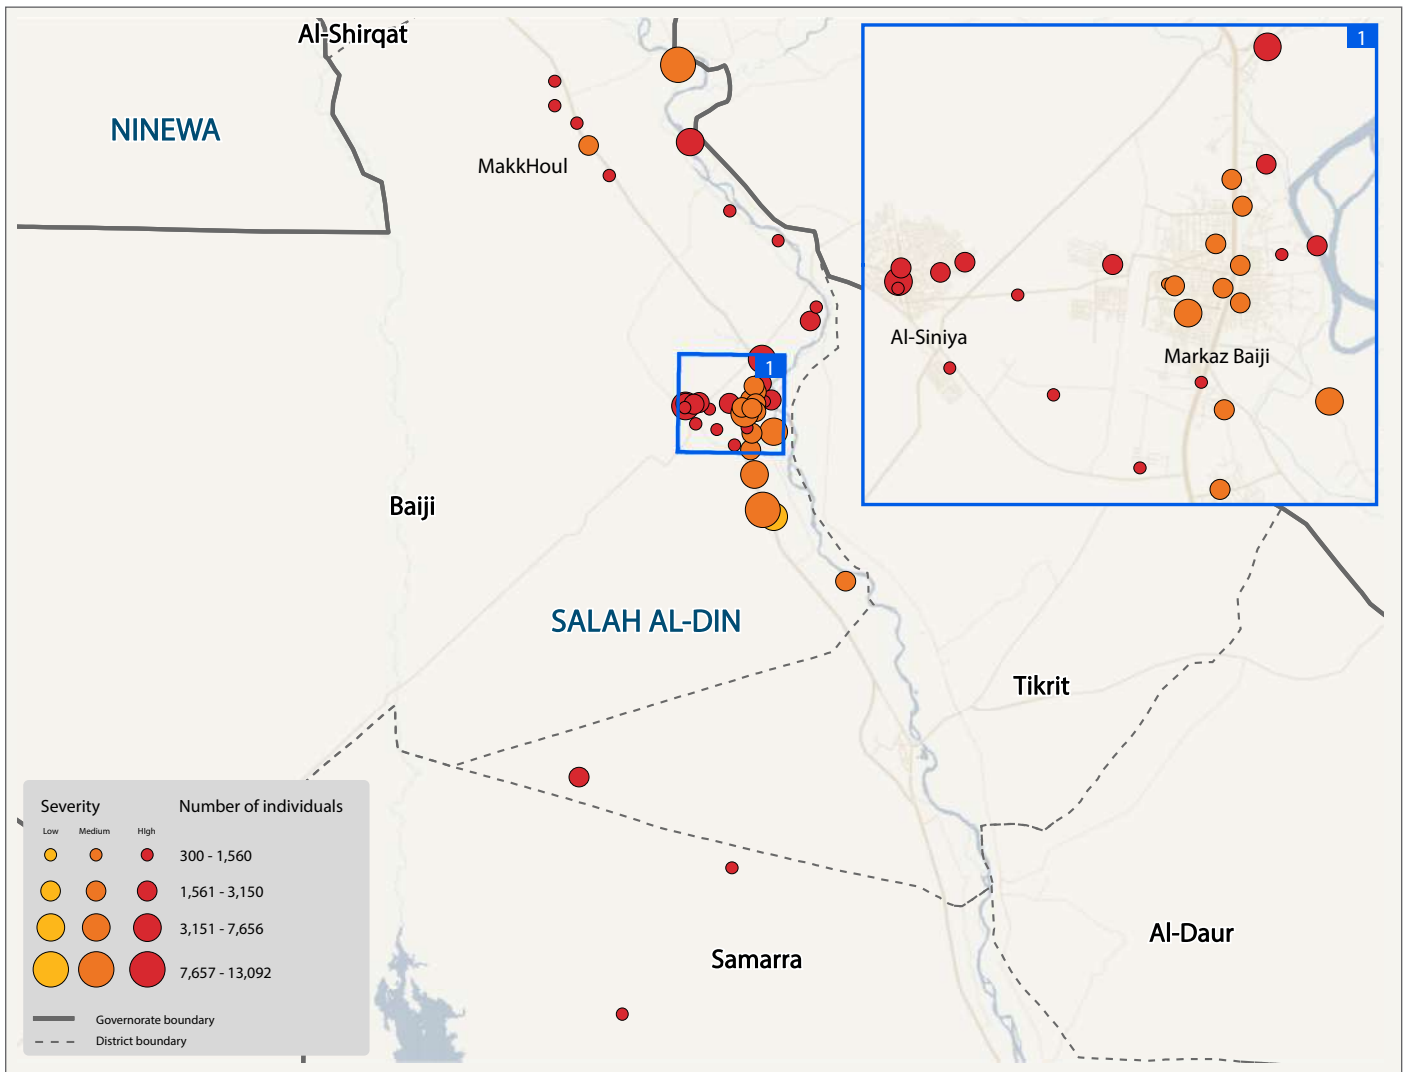 Al-Shirqat
1
NINEWA
MakkHoul
Al-Siniya
Markaz Baiji
1
Baiji
SALAH AL-DIN
Tikrit
Severity
Number of individuals
Low Medium HIgh
300 - 1,560
1,561 - 3,150
3,151 - 7,656
7,657 - 13,092
Governorate boundary
District boundary
Al-Daur
Samarra